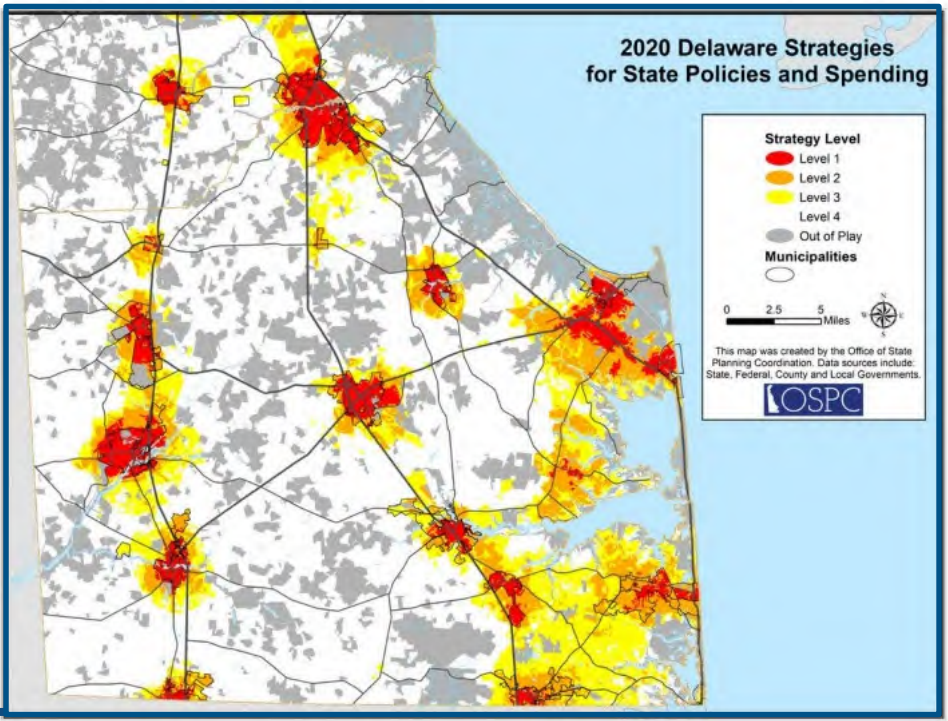 2020 Delaware Strategies
for State Policies and Spending
Strategy Level
Level 1
Level 2
Level 3
Level 4
Out of Play
Municipalities
0 2.5 5
Miles
N
W E
S
This map was created by the Office of State
Planning Coordination. Data sources include:
State, Federal, County and Local Governments.
OSPC